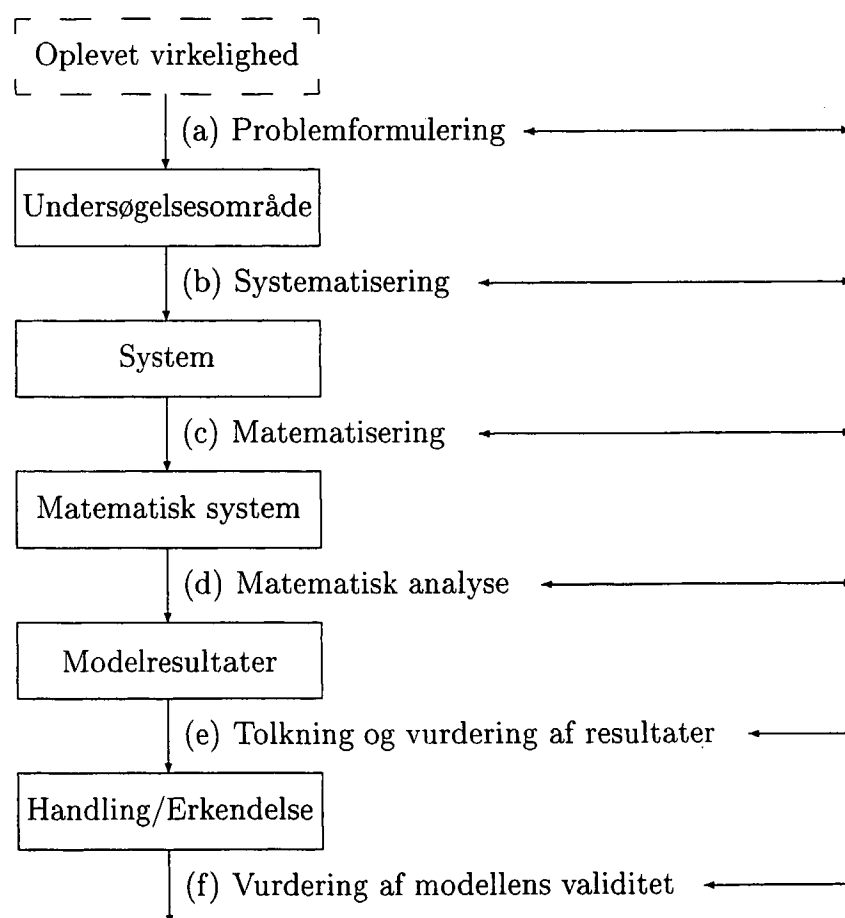 Oplevet virkelighed
(a) Problemformulering
Undersøgelsesområde
(b) Systematisering
System
(c) Matematisering
Matematisk system
(d) Matematisk analyse
Modelresultater
(e) Tolkning og vurdering af resultater
Handling/Erkendelse
(f) Vurdering af modellens validitet